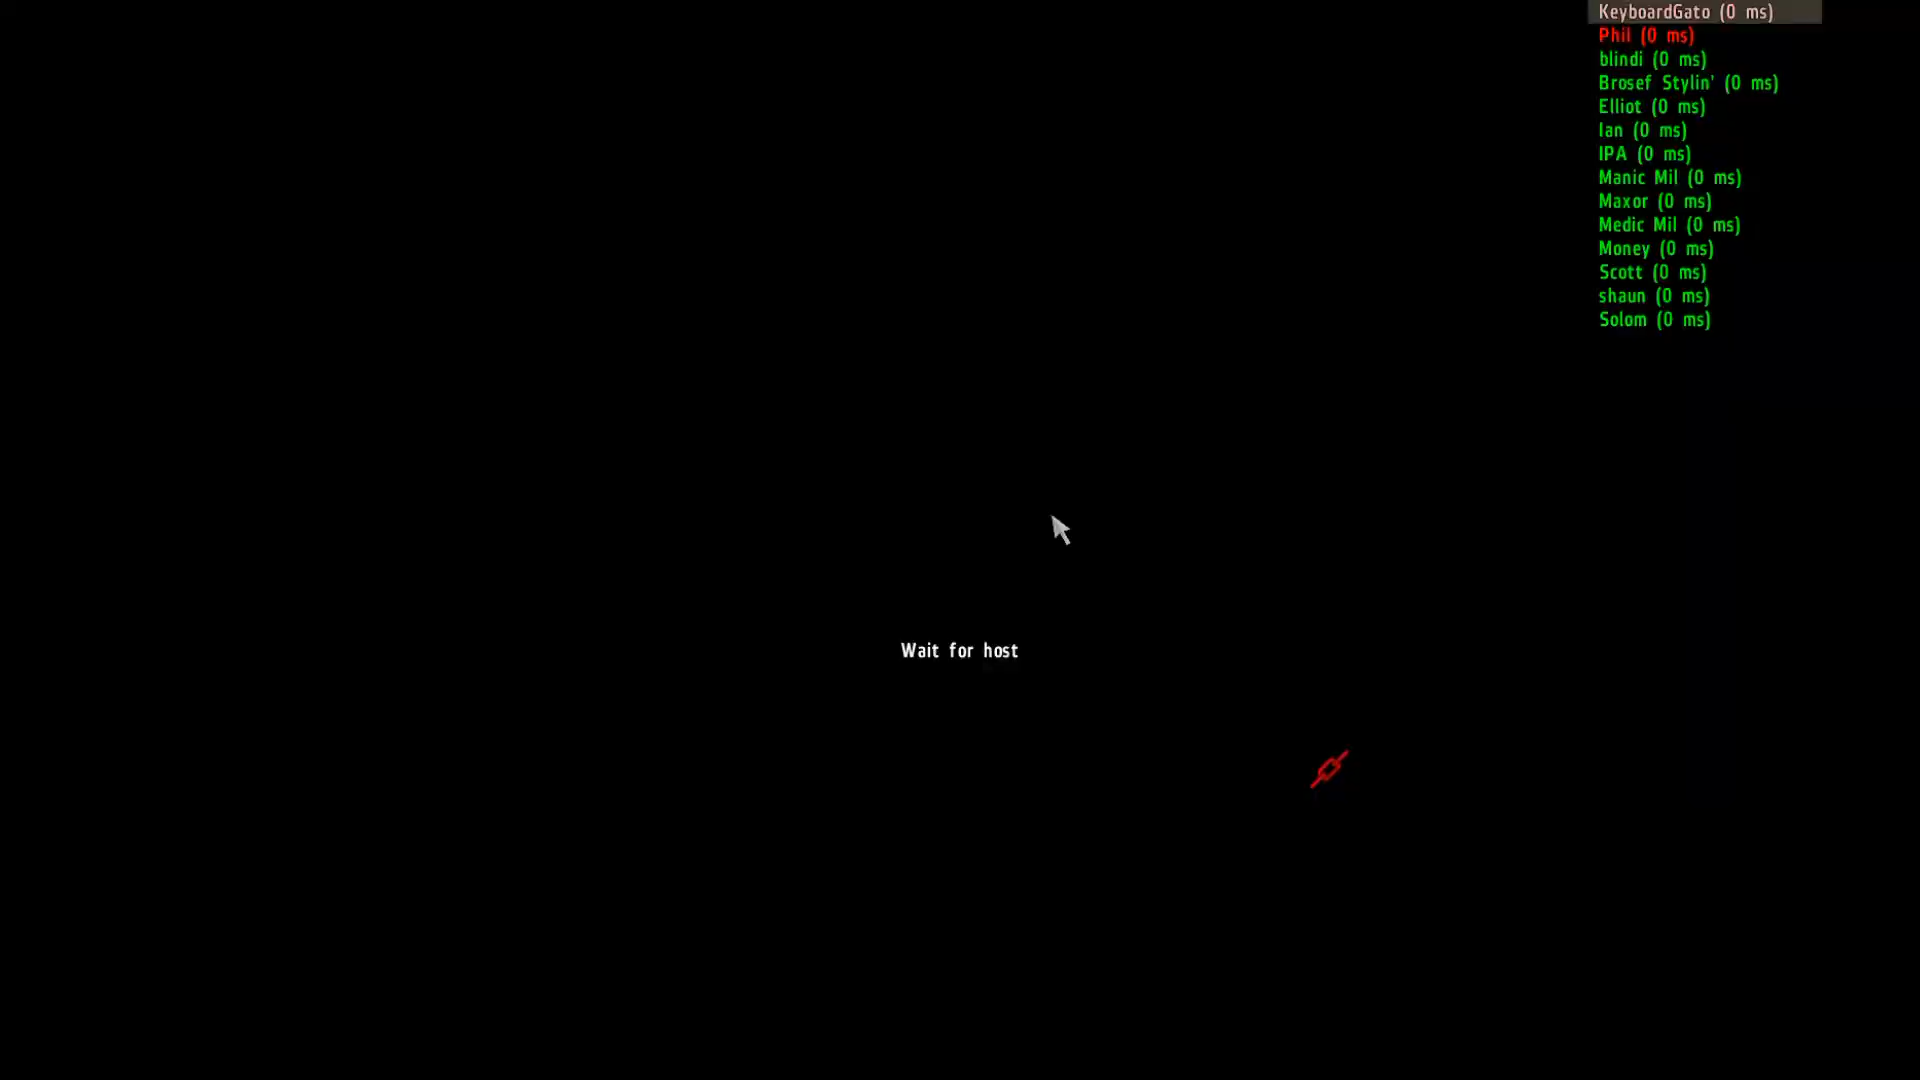 KeyboardGato (0 ms)
Phil (0 ms)
blindi (0 ms)
Brosef Stylin' (0 ms)
Elliot (0 ms)
Ian (0 ms)
IPA (0 ms)
Manic Mil (0 ms)
Maxor (0 ms)
Medic Mil (0 ms)
Money (0 ms)
Scott (0 ms)
shaun (0 ms)
Solom (0 ms)
Wait for host